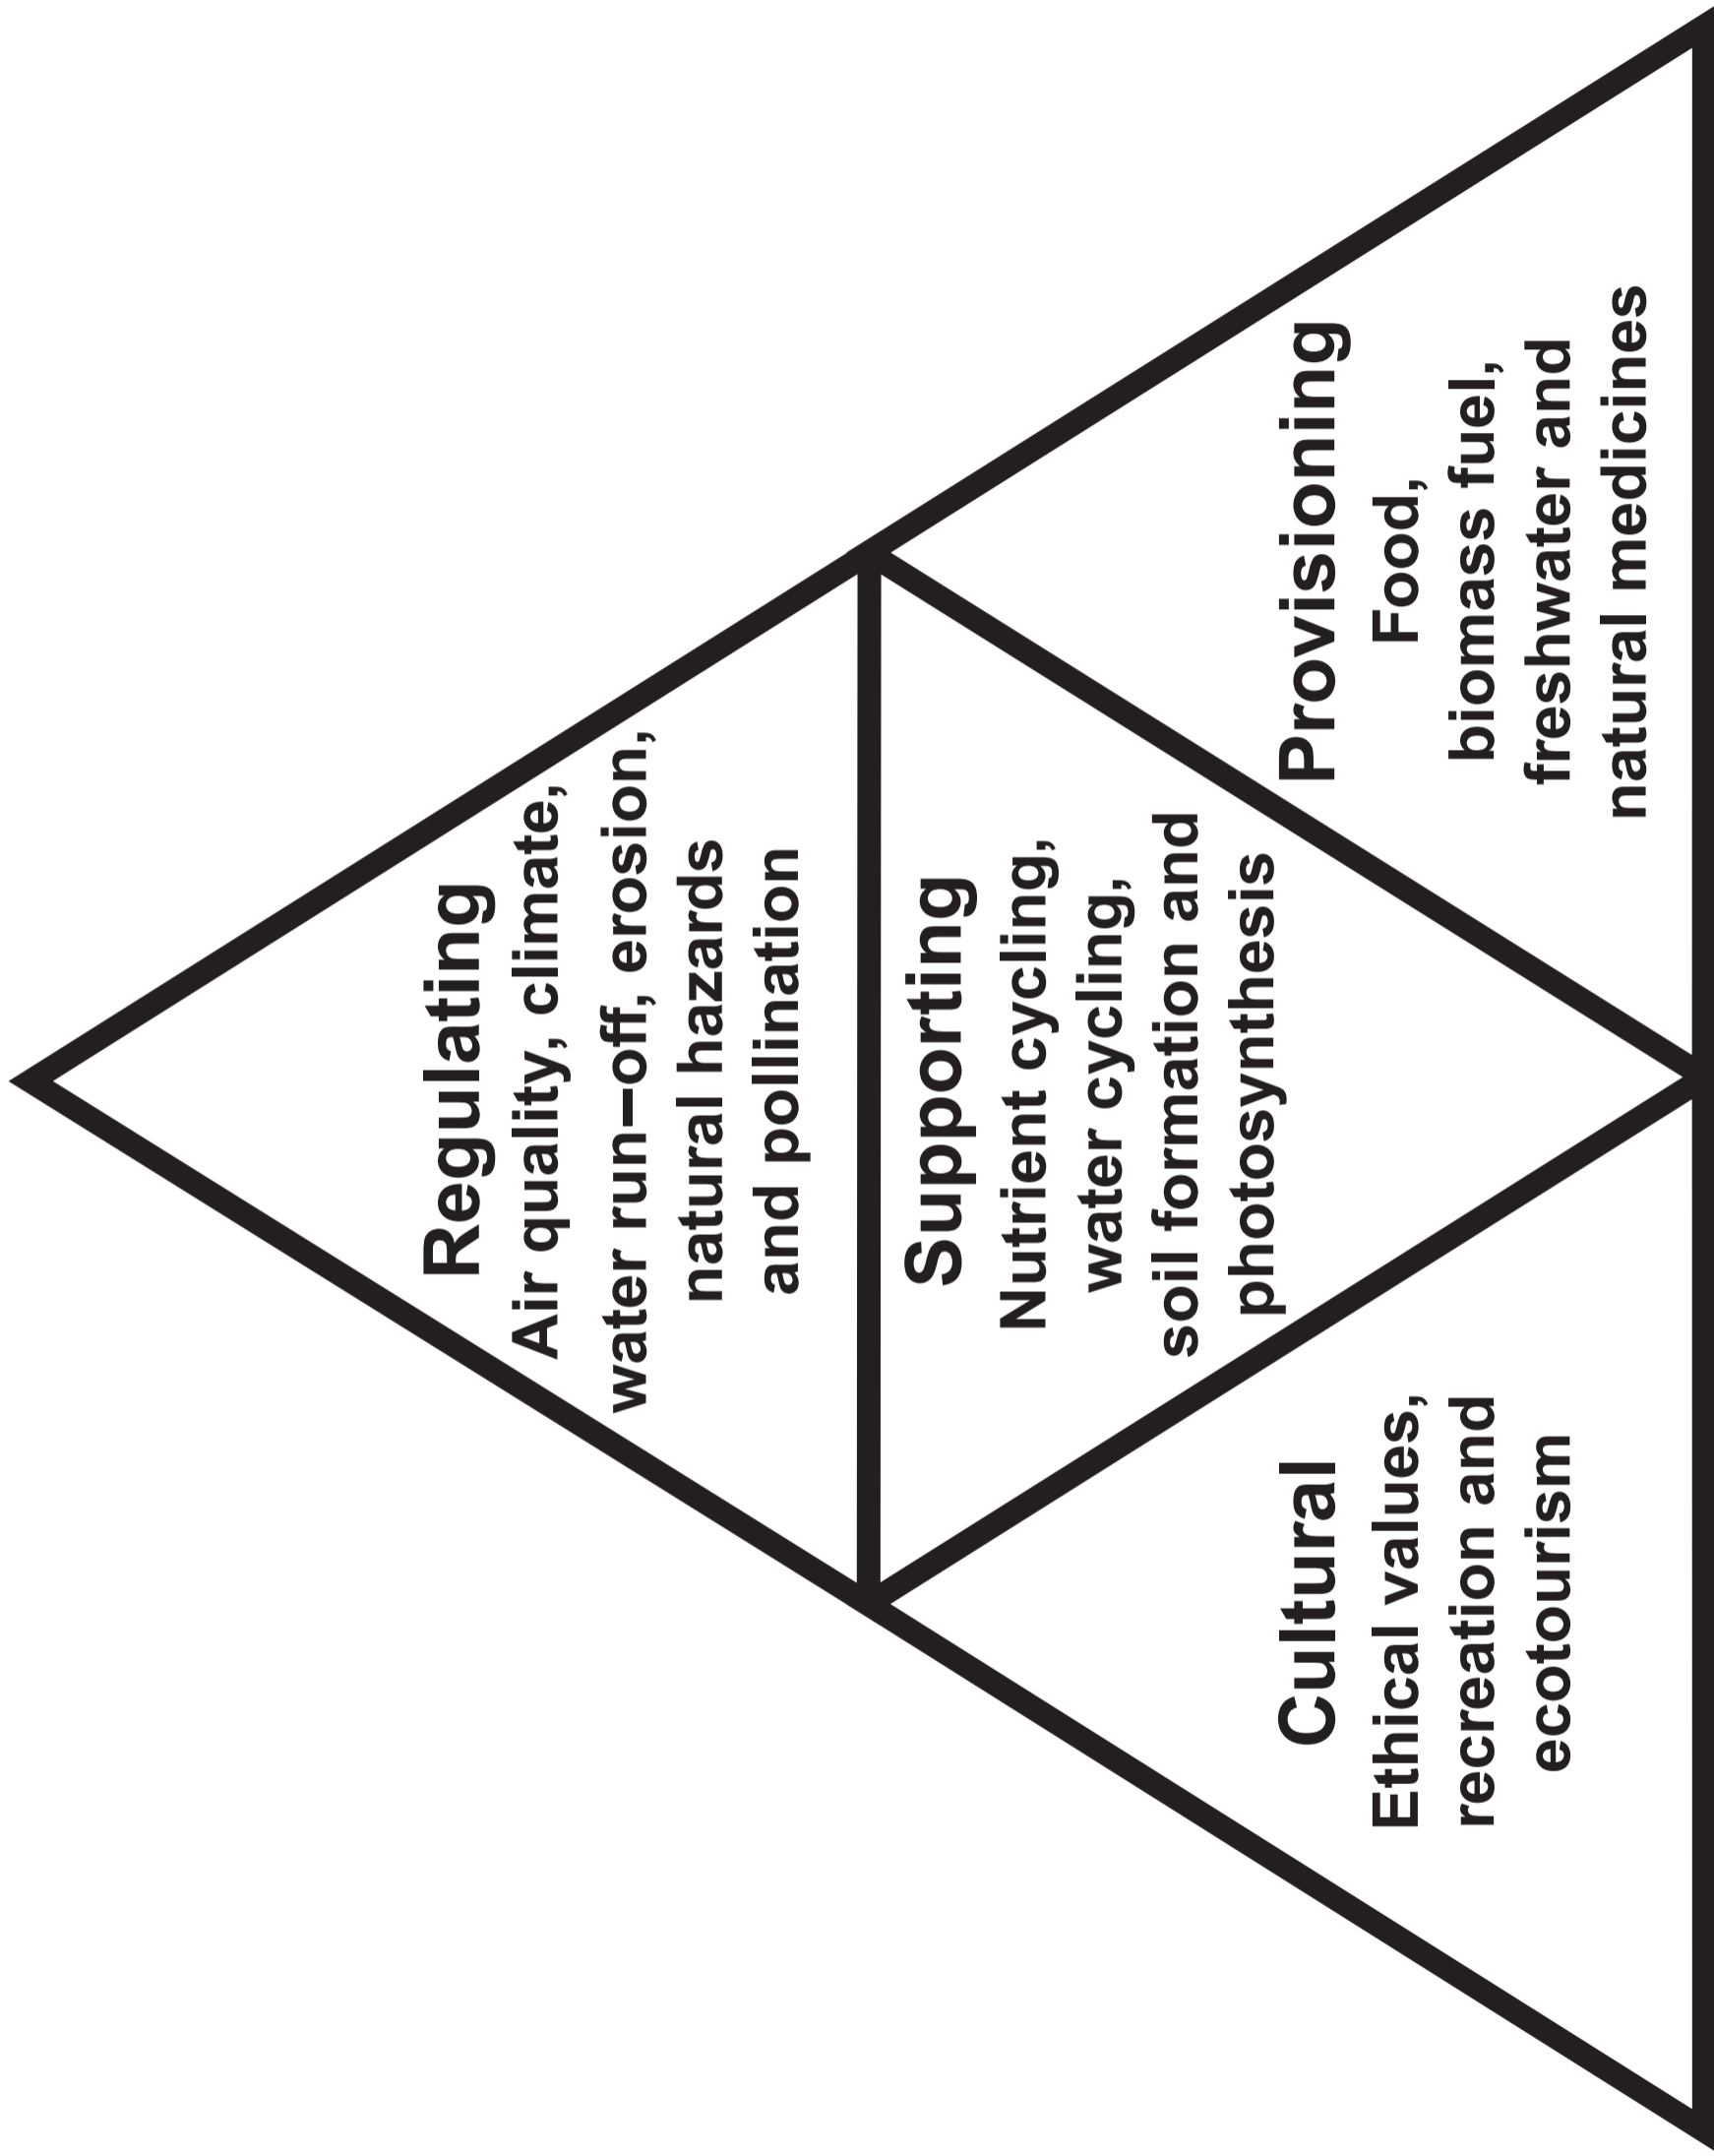 Regulating
Air quality, climate,
water run–off, erosion,
natural hazards
and pollination
Supporting
Nutrient cycling,
water cycling,
soil formation and
photosynthesis
Cultural
Ethical values,
recreation and
ecotourism
Provisioning
Food,
biomass fuel,
freshwater and
natural medicines